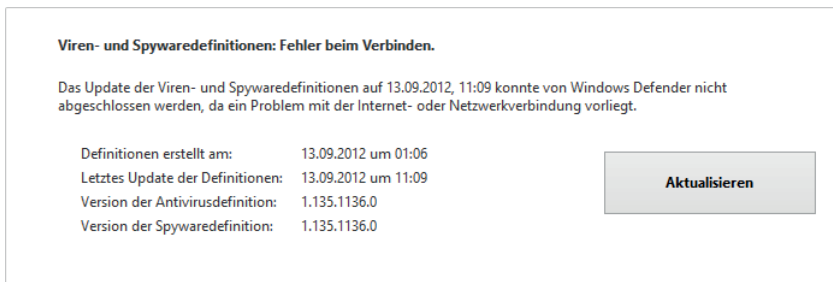 Viren- und Spywaredefinitionen: Fehler beim Verbinden.
Das Update der Viren- und Spywaredefinitionen auf 13.09.2012, 11:09 konnte von Windows Defender nicht
abgeschlossen werden, da ein Problem mit der Internet- oder Netzwerkverbindung vorliegt.
Definitionen erstellt am: 13.09.2012 um 01:06
Letztes Update der Definitionen: 13.09.2012 um 11:09
Version der Antivirusdefinition: 1.135.1136.0
Version der Spywaredefinition: 1.135.1136.0
Aktualisieren